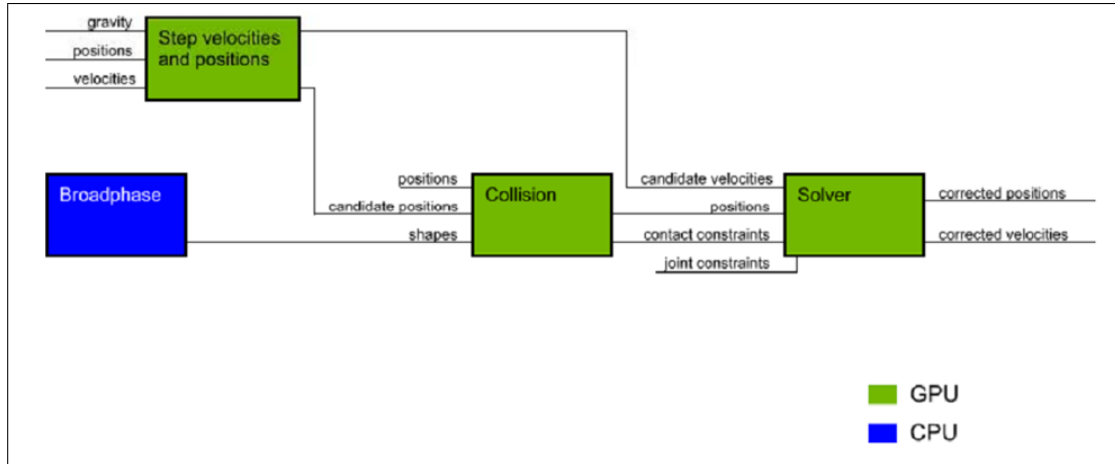 gravity
positions
velocities
Step velocities
and positions
Broadphase
positions
candidate positions
shapes
Collision
candidate velocities
positions
contact constraints
joint constraints
Solver
corrected positions
corrected velocities
GPU
CPU